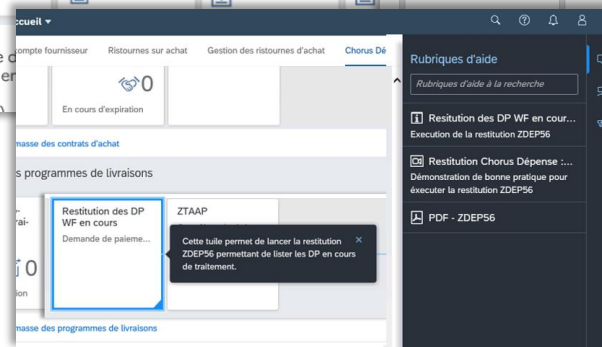 ccueil
compte fournisseur
Ristournes sur achat
Gestion des ristournes d'achat
Chorus Dé
0
En cours d'expiration
masse des contrats d'achat
s programmes de livraisons
Restitution des DP
WF en cours
Demande de paieme...
ZTAAP
0
Cette tuile permet de lancer la restitution
ZDEP56 permettant de lister les DP en cours
de traitement.
masse des programmes de livraisons
Rubriques d'aide
Rubriques d'aide à la recherche
Resitution des DP WF en cour...
Execution de la restitution ZDEP56
Restitution Chorus Dépense :...
Démonstration de bonne pratique pour
éxecuter la restitution ZDEP56
PDF - ZDEP56